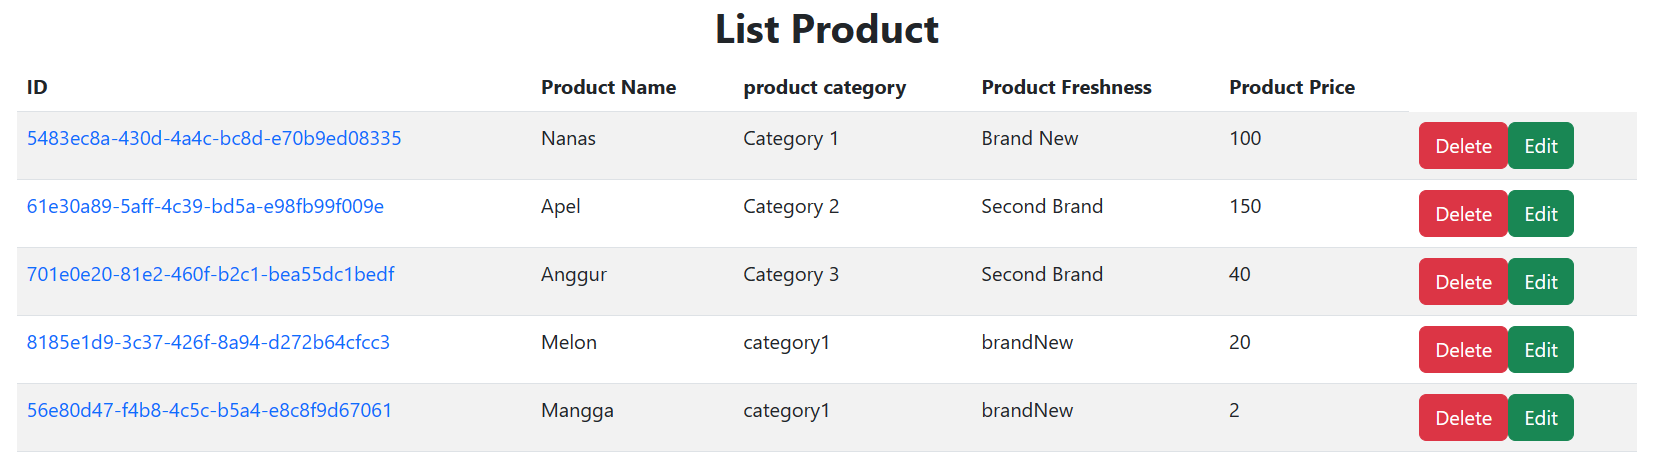 List Product
ID Product Name product category Product Freshness Product Price
5483ec8a-430d-4a4c-bc8d-e70b9ed08335 Nanas Category 1 Brand New 100 Delete Edit
61e30a89-5aff-4c39-bd5a-e98fb99f009e Apel Category 2 Second Brand 150 Delete Edit
701e0e20-81e2-460f-b2c1-bea55dc1bedf Anggur Category 3 Second Brand 40 Delete Edit
8185e1d9-3c37-426f-8a94-d272b64cfcc3 Melon category1 brandNew 20 Delete Edit
56e80d47-f4b8-4c5c-b5a4-e8c8f9d67061 Mangga category1 brandNew 2 Delete Edit